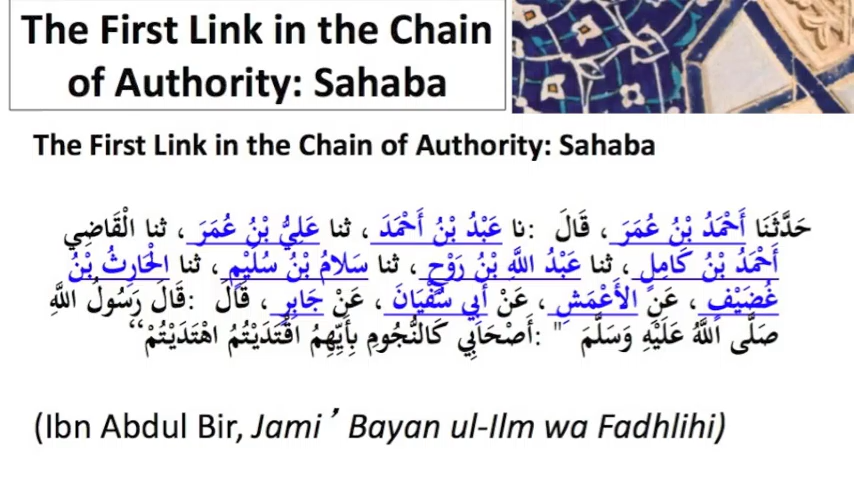 The First Link in the Chain
of Authority: Sahaba
The First Link in the Chain of Authority: Sahaba
حَدَّثَنَا أَحْمَدُ بْنُ عُمَرَ ، قَالَ :نا عَبْدُ بْنُ أَحْمَدَ ، ثنا عَلِيُّ بْنُ عُمَرَ ، ثنا الْقَاضِي
أَحْمَدُ بْنُ كَامِلٍ ، ثنا عَبْدُ اللَّهِ بْنُ رَوْحٍ ، ثنا سَلامُ بْنُ سُلَيْمٍ ، ثنا الْحَارِثُ بْنُ
غُضَيْفٍ ، عَنِ الأَعْمَشِ ، عَنْ أَبِي سُفْيَانَ ، عَنْ جَابِرٍ ، قَالَ :قَالَ رَسُولُ اللَّهِ
صَلَّى اللَّهُ عَلَيْهِ وَسَلَّمَ " :أَصْحَابِي كَالنُّجُومِ بِأَيِّهِمُ اقْتَدَيْتُمُ اهْتَدَيْتُمْ“
(Ibn Abdul Bir, Jami ’ Bayan ul-Ilm wa Fadhlihi)